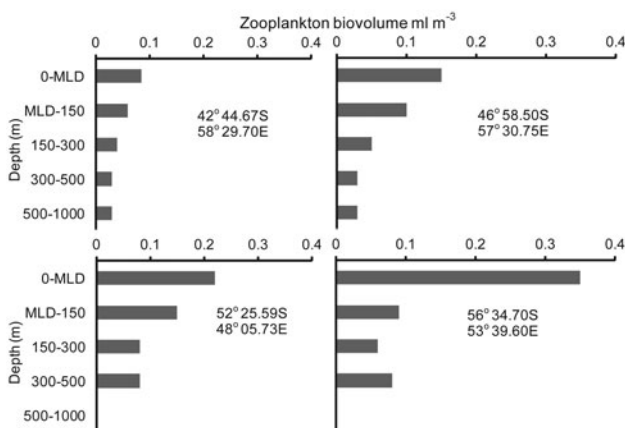 Zooplankton biovolume ml m⁻³
0 0.1 0.2 0.3 0.4 0 0.1 0.2 0.3 0.4
Depth (m)
0-MLD
MLD-150
150-300
300-500
500-1000
42° 44.67S
58° 29.70E
46° 58.50S
57° 30.75E
0 0.1 0.2 0.3 0.4 0 0.1 0.2 0.3 0.4
Depth (m)
0-MLD
MLD-150
150-300
300-500
500-1000
52° 25.59S
48° 05.73E
56° 34.70S
53° 39.60E